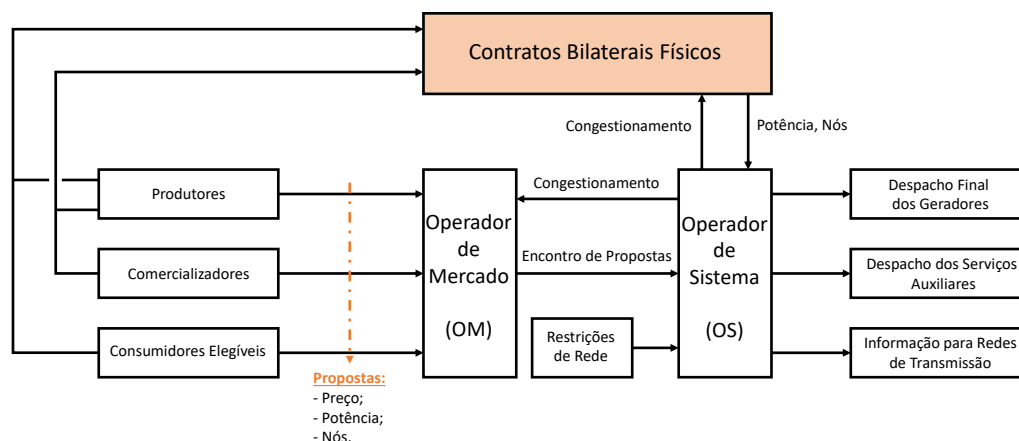 Contratos Bilaterais Físicos
Congestionamento
Potência, Nós
Produtores
Comercializadores
Consumidores Elegíveis
Propostas:
- Preço;
- Potência;
- Nós.
Operador
de
Mercado
(OM)
Congestionamento
Encontro de Propostas
Restrições
de Rede
Operador
de
Sistema
(OS)
Despacho Final
dos Geradores
Despacho dos Serviços
Auxiliares
Informação para Redes
de Transmissão